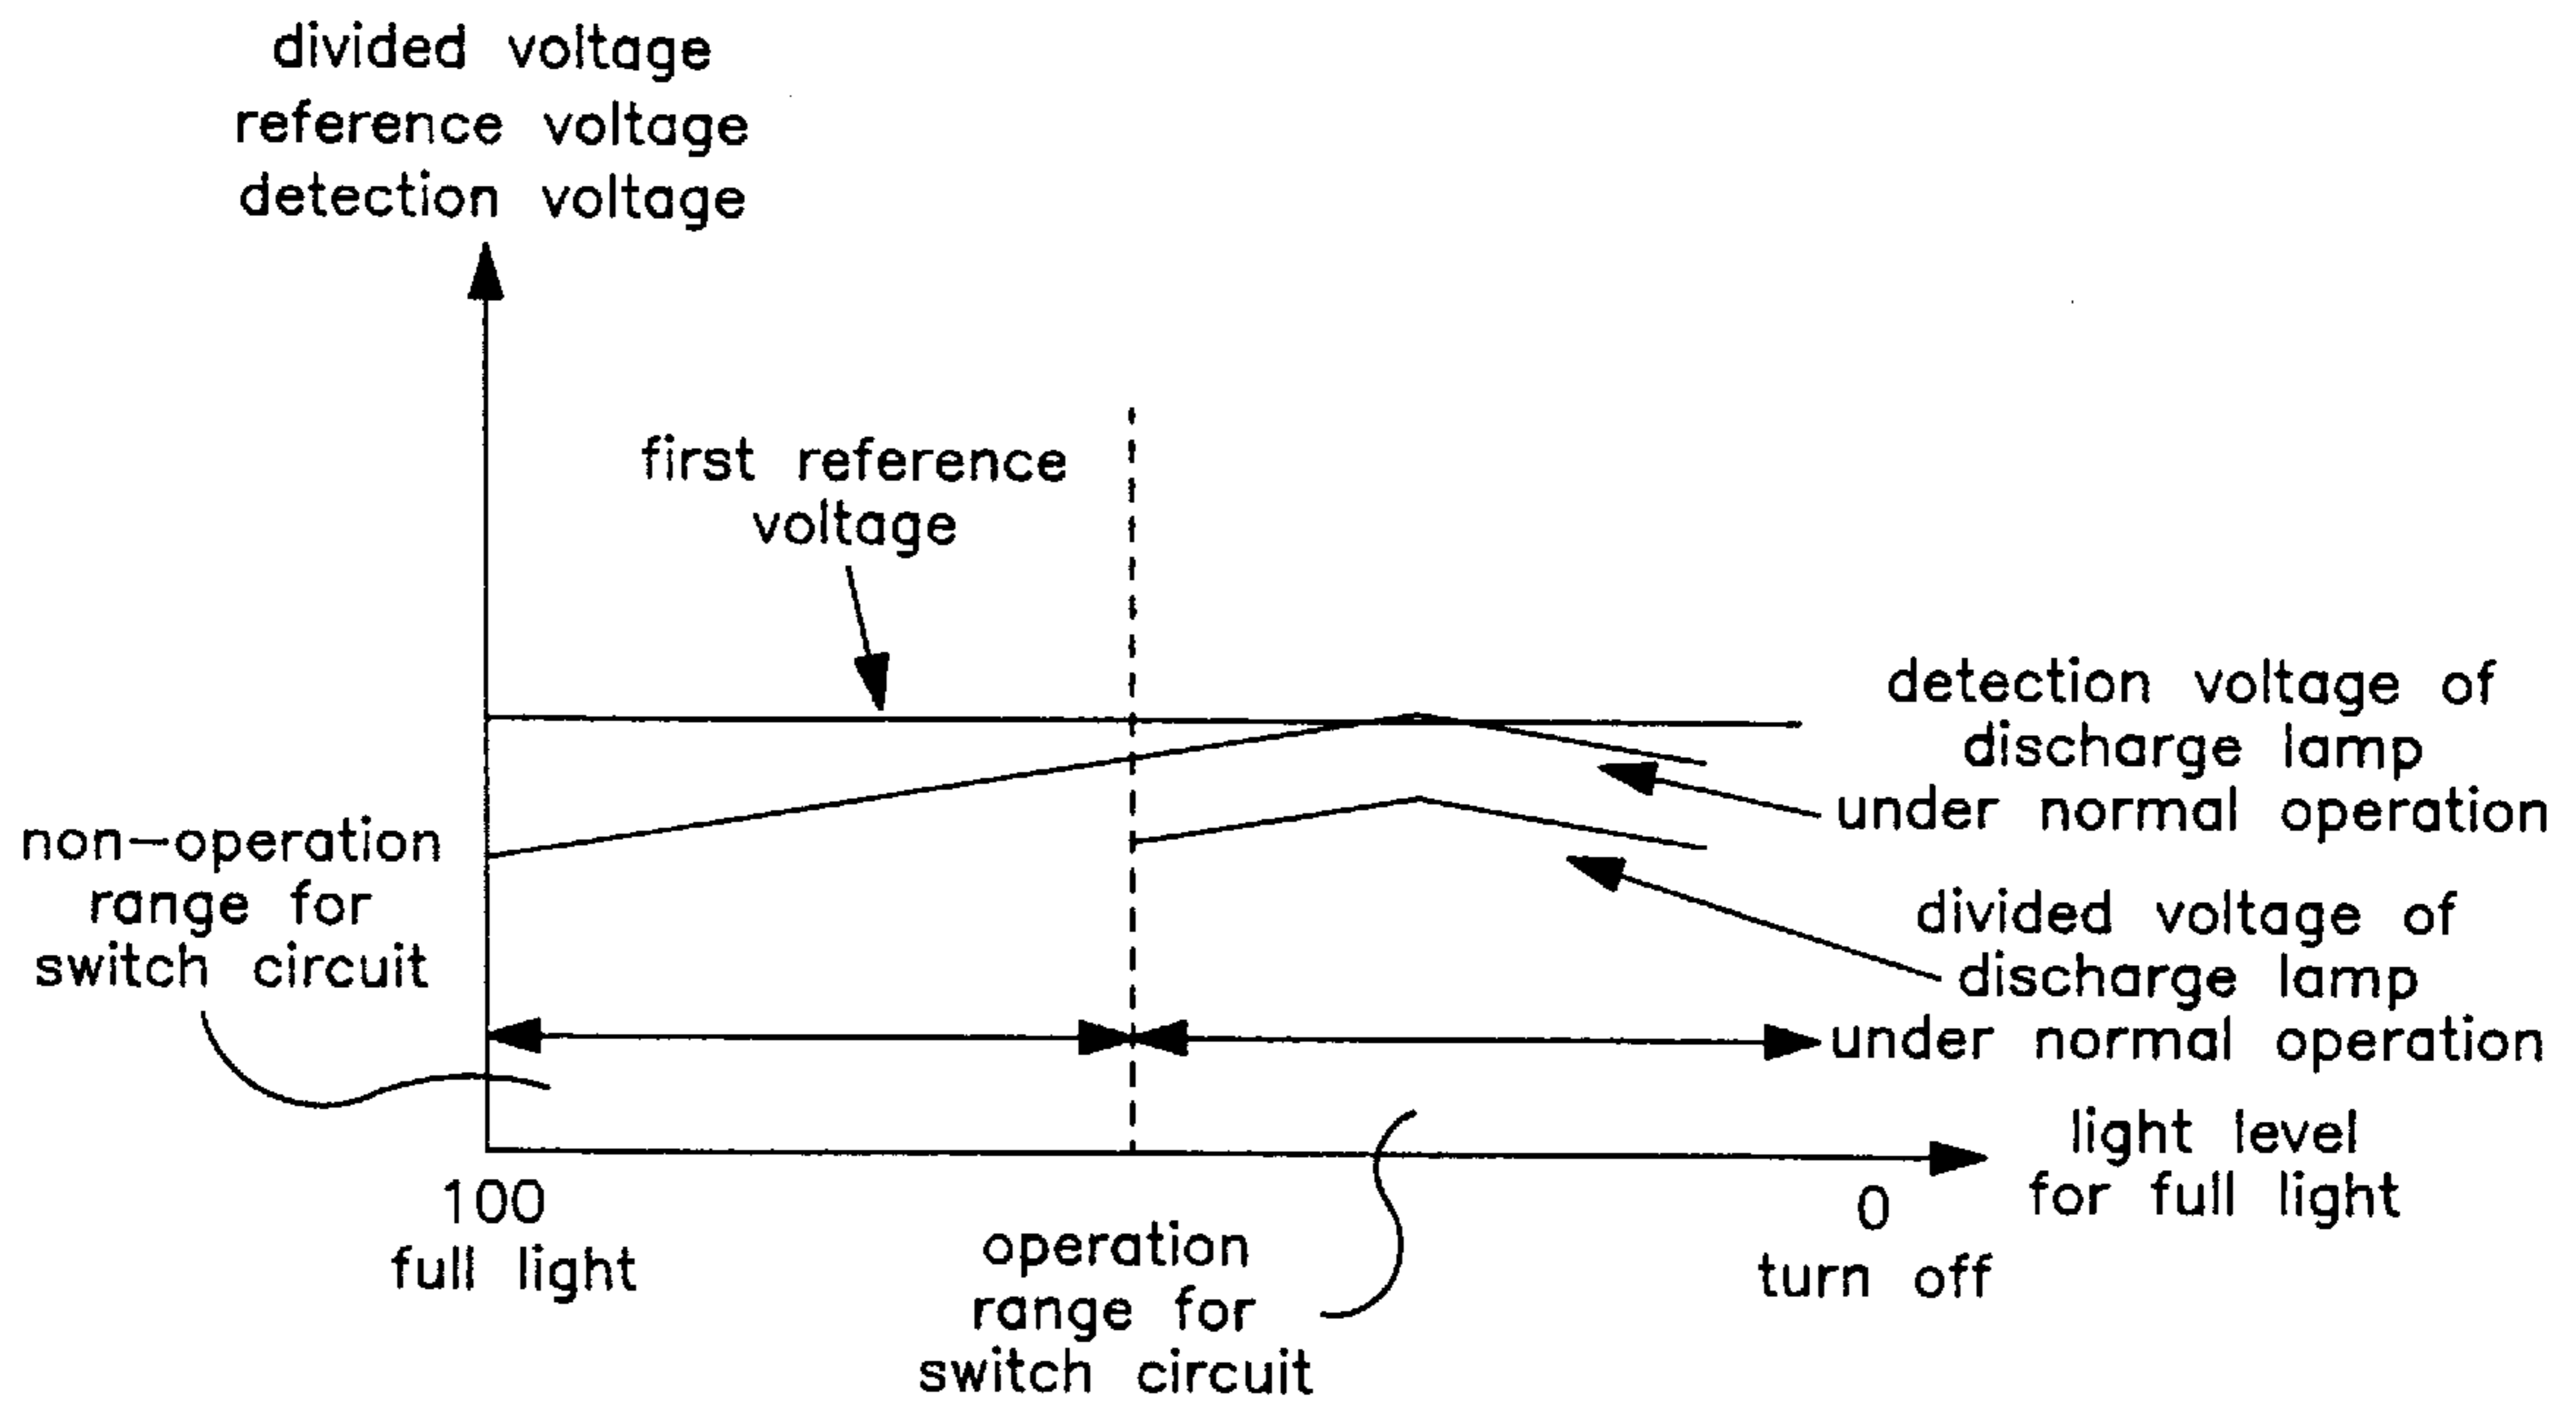 divided voltage
reference voltage
detection voltage
first reference
voltage
detection voltage of
discharge lamp
under normal operation
non-operation
range for
switch circuit
divided voltage of
discharge lamp
under normal operation
light level
for full light
100
full light
0
turn off
operation
range for
switch circuit